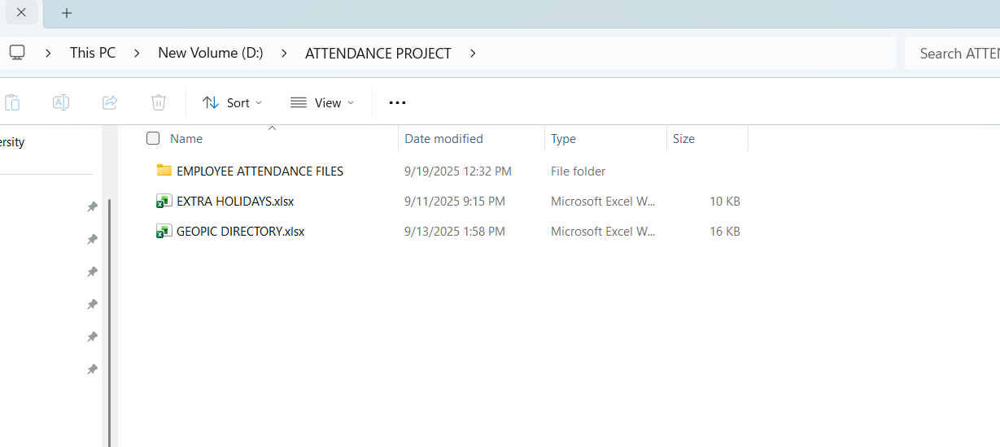 This PC > New Volume (D:) > ATTENDANCE PROJECT >
Search ATTE
Sort
View
ersity
Name Date modified Type Size
EMPLOYEE ATTENDANCE FILES 9/19/2025 12:32 PM File folder
EXTRA HOLIDAYS.xlsx 9/11/2025 9:15 PM Microsoft Excel W... 10 KB
GEOPIC DIRECTORY.xlsx 9/13/2025 1:58 PM Microsoft Excel W... 16 KB